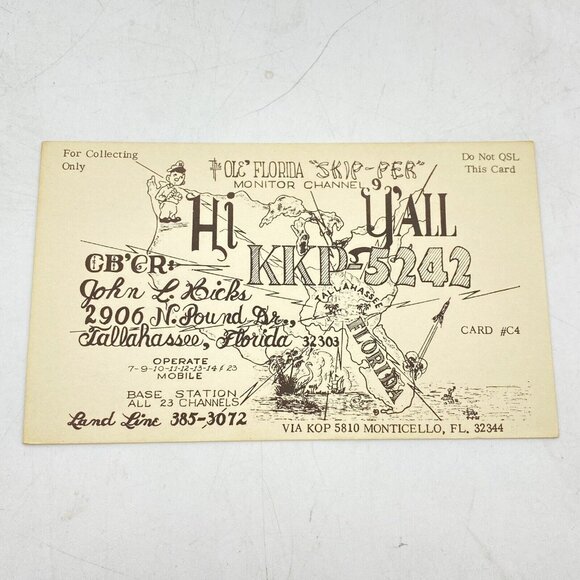 For Collecting
Only
The OLE' FLORIDA "SKIP-PER"
MONITOR CHANNEL 9
Do Not QSL
This Card
Hi Y'ALL
KKP-5242
CB'ER:
John L. Hicks
2906 N. Pound Dr.,
Tallahassee, Florida 32303
TALLAHASSEE
FLORIDA
CARD #C4
OPERATE
7-9-10-11-12-13-14 & 23
MOBILE
BASE STATION
ALL 23 CHANNELS
Land Line 385-3072
VIA KOP 5810 MONTICELLO, FL. 32344